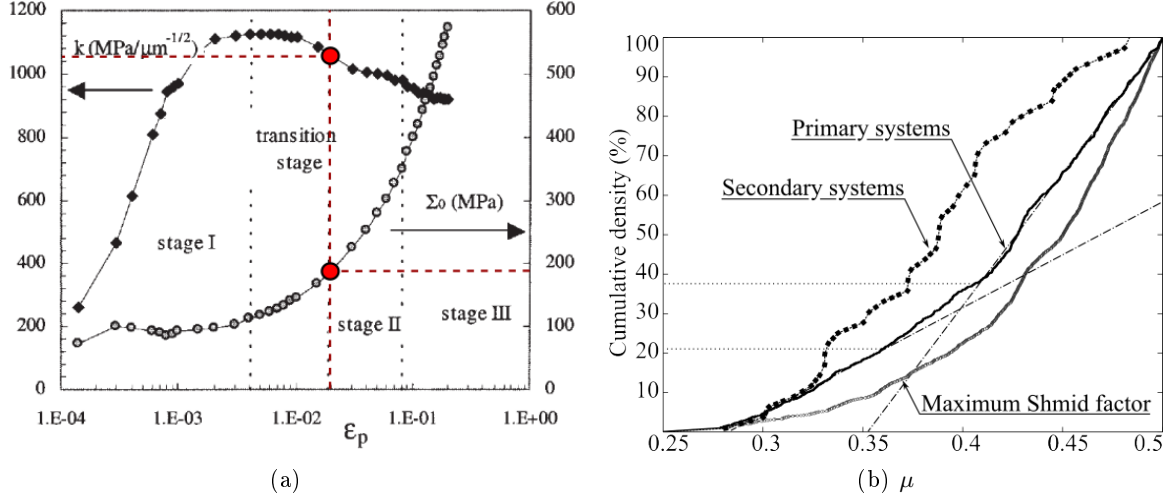 1200
1000
800
600
400
200
0
k (MPa/μm⁻¹/²)
transition
stage
stage I
stage II
stage III
Σ₀ (MPa)
600
500
400
300
200
100
0
1.E-04
1.E-03
1.E-02
1.E-01
1.E+00
εp
(a)
Cumulative density (%)
100
90
80
70
60
50
40
30
20
10
Primary systems
Secondary systems
Maximum Shmid factor
0.25
0.3
0.35
0.4
0.45
0.5
(b) μ